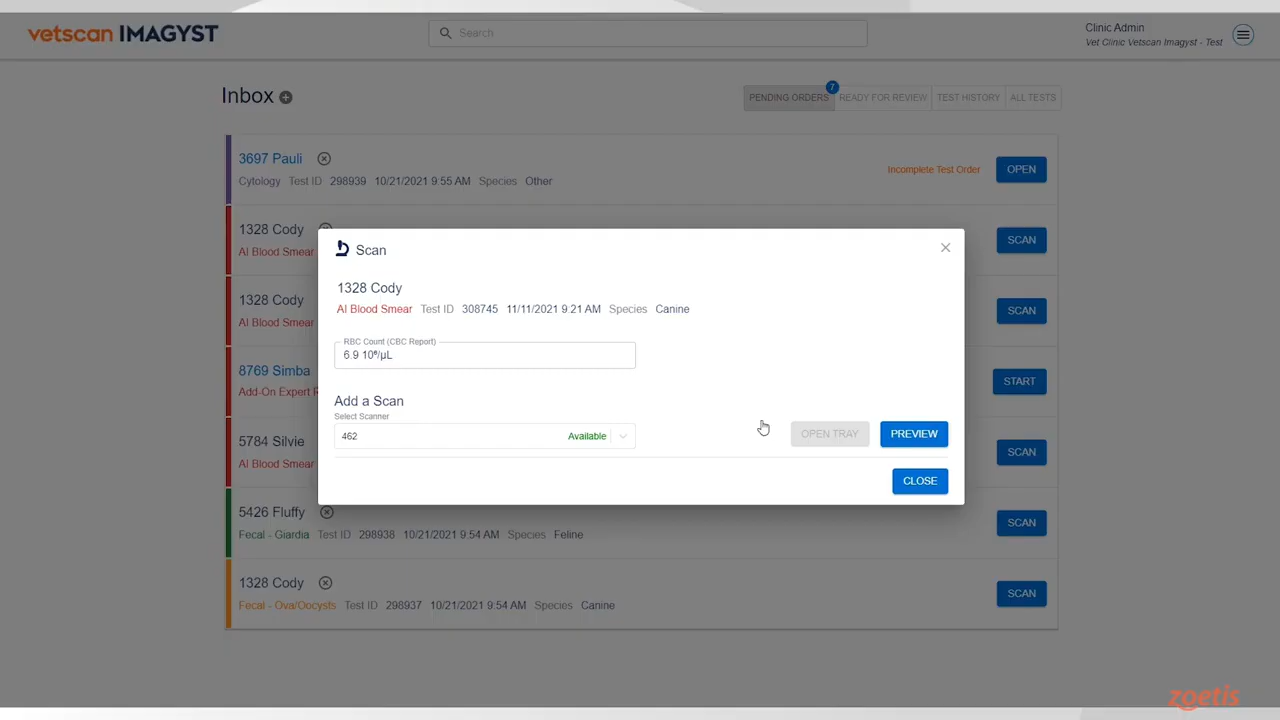 vetscan IMAGYST
Search
Clinic Admin
Vet Clinic Vetscan Imagyst - Test
Inbox
7
PENDING ORDERS
READY FOR REVIEW
TEST HISTORY
ALL TESTS
3697 Pauli
Cytology Test ID 298939 10/21/2021 9:55 AM Species Other
Incomplete Test Order
OPEN
1328 Cody
AI Blood Smear
SCAN
1328 Cody
AI Blood Smear
SCAN
8769 Simba
Add-On Expert
START
5784 Silvie
AI Blood Smear
SCAN
Scan
1328 Cody
AI Blood Smear Test ID 308745 11/11/2021 9:21 AM Species Canine
RBC Count (CBC Report)
6.9 10⁶/µL
Add a Scan
Select Scanner
462 Available
OPEN TRAY
PREVIEW
CLOSE
5426 Fluffy
Fecal - Giardia Test ID 298938 10/21/2021 9:54 AM Species Feline
SCAN
1328 Cody
Fecal - Ova/Oocysts Test ID 298937 10/21/2021 9:54 AM Species Canine
SCAN
zoetis